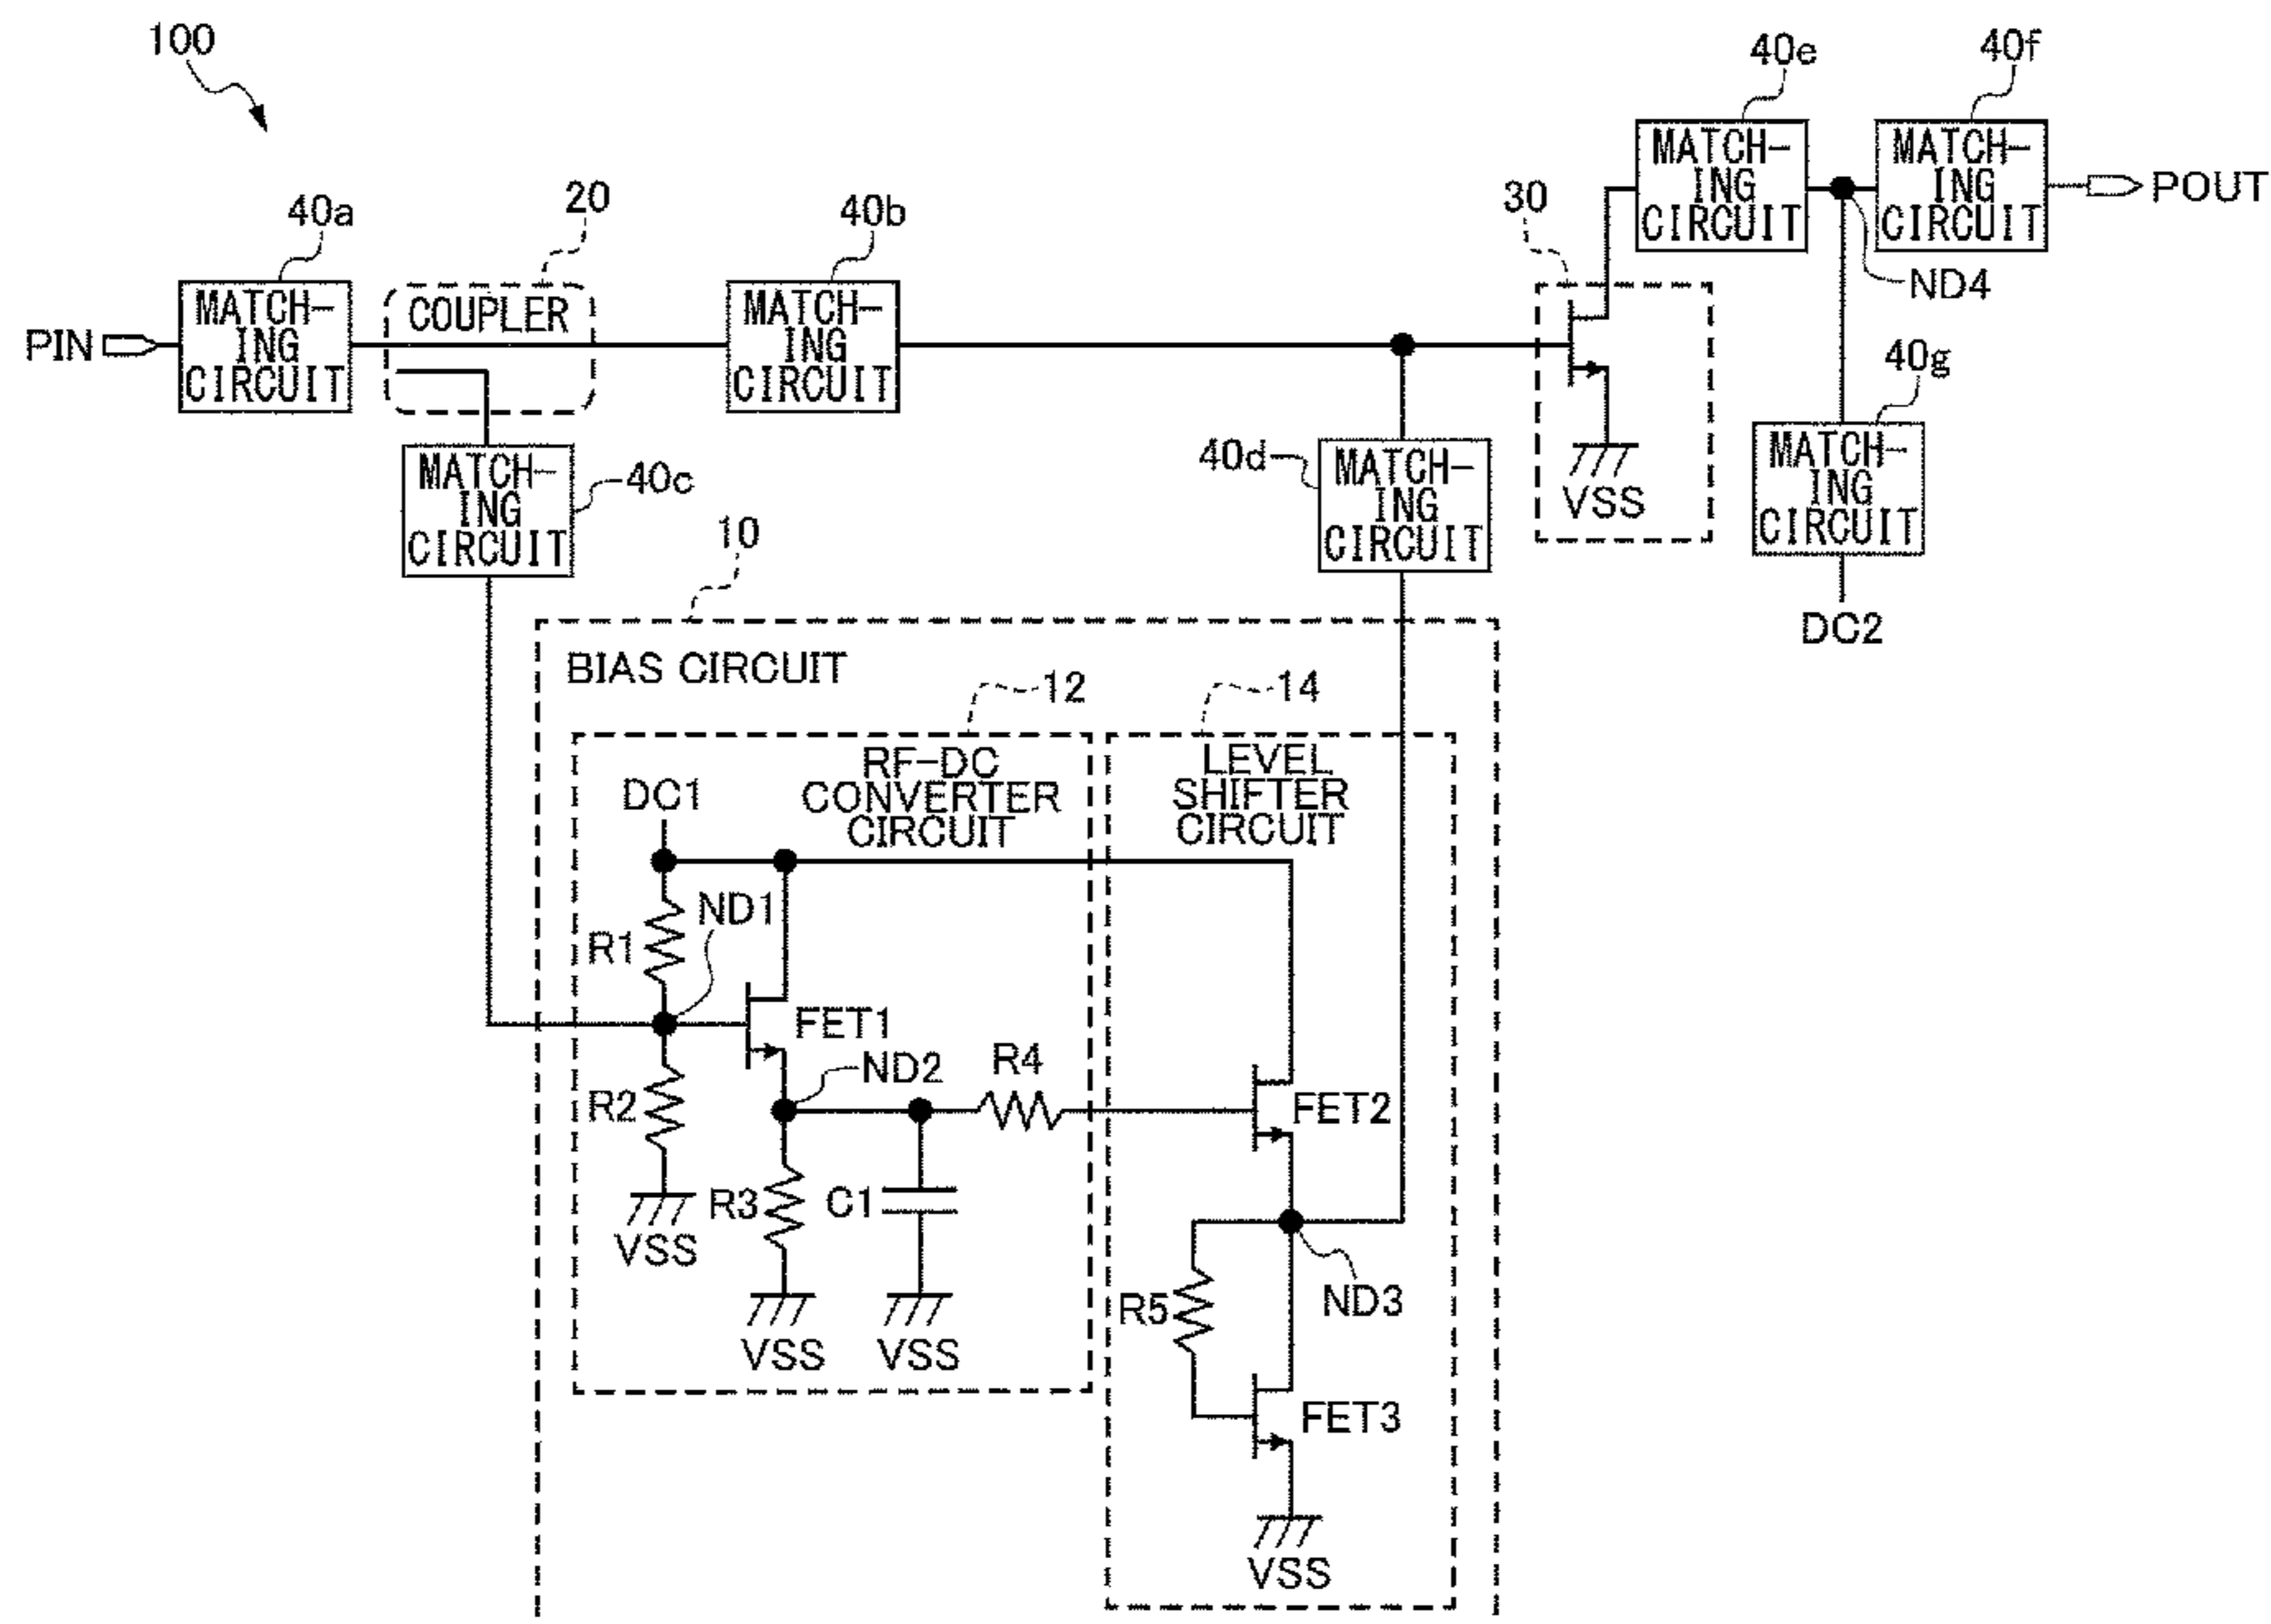 100
40e
40f
MATCH-
ING
CIRCUIT
MATCH-
ING
CIRCUIT
POUT
ND4
40a
20
40b
30
PIN
MATCH-
ING
CIRCUIT
COUPLER
MATCH-
ING
CIRCUIT
VSS
40g
MATCH-
ING
CIRCUIT
DC2
MATCH-
ING
CIRCUIT
40c
40d
MATCH-
ING
CIRCUIT
10
BIAS CIRCUIT
12
14
RF-DC
CONVERTER
CIRCUIT
LEVEL
SHIFTER
CIRCUIT
DC1
R1
ND1
FET1
ND2
R4
R2
FET2
VSS
R3
C1
VSS
VSS
R5
ND3
FET3
VSS